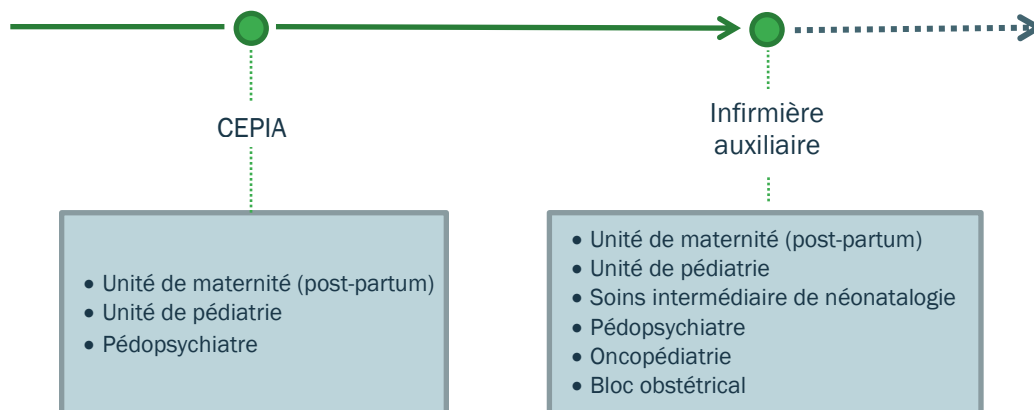 CEPIA
Infirmière
auxiliaire
• Unité de maternité (post-partum)
• Unité de pédiatrie
• Pédopsychiatre
• Unité de maternité (post-partum)
• Unité de pédiatrie
• Soins intermédiaire de néonatalogie
• Pédopsychiatre
• Oncopédiatrie
• Bloc obstétrical